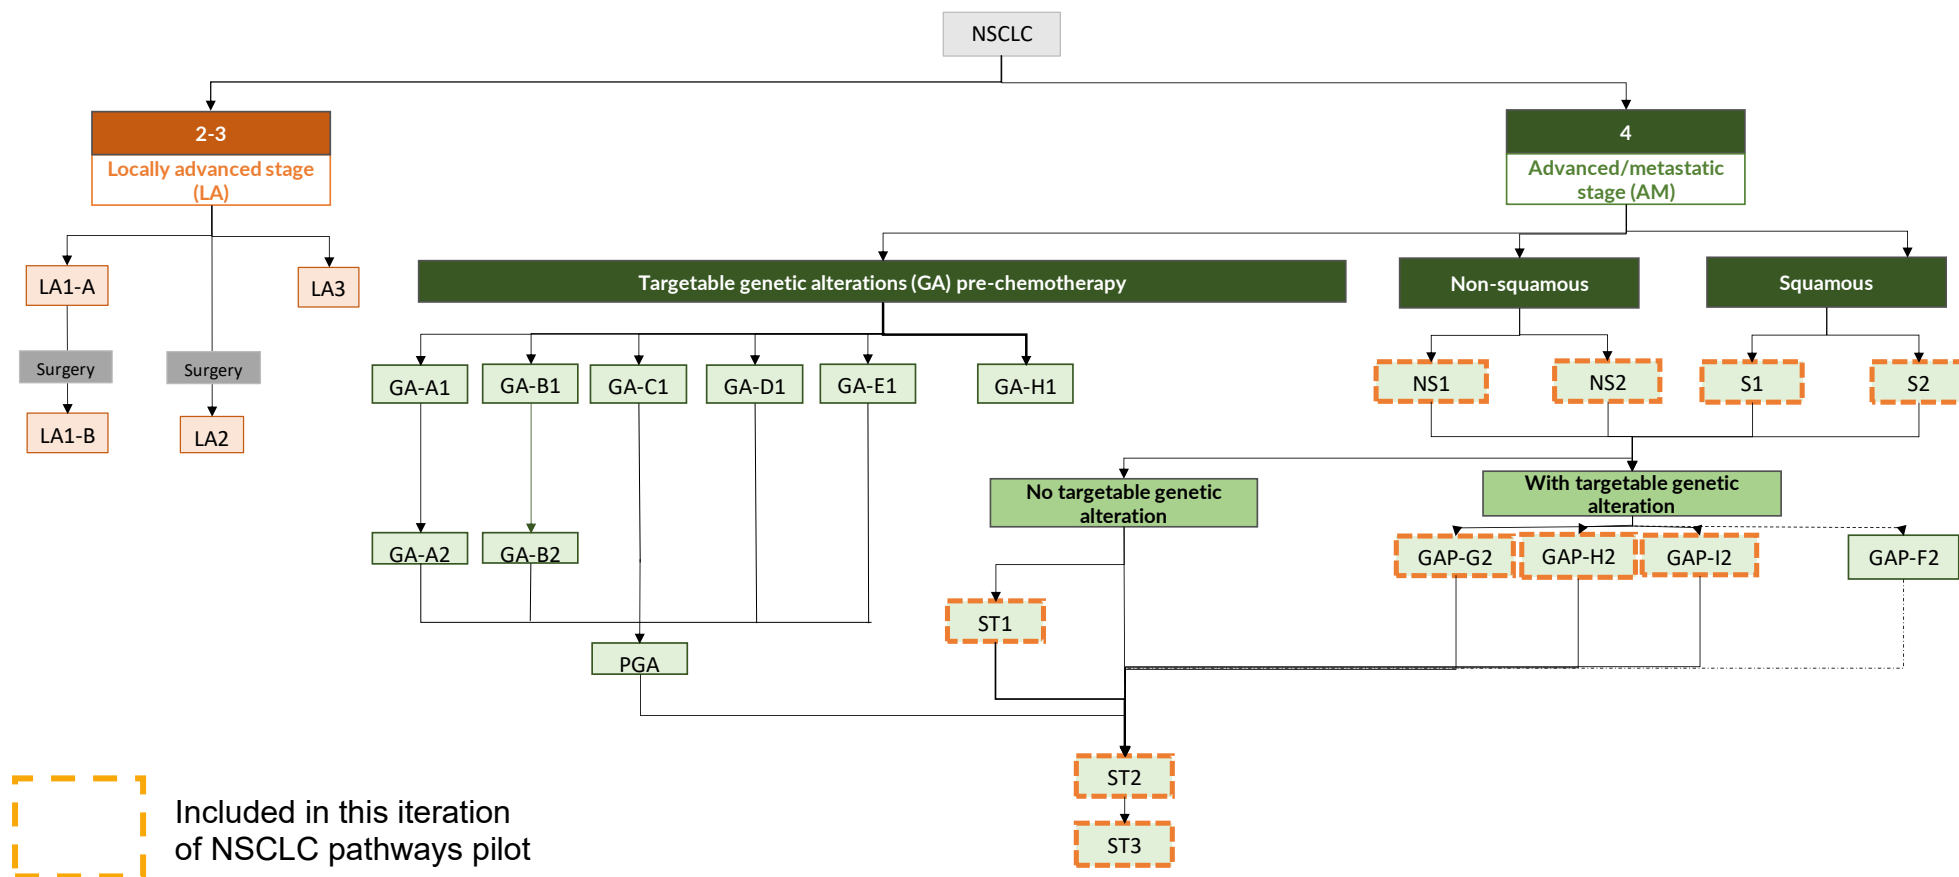 NSCLC
2-3
Locally advanced stage
(LA)
4
Advanced/metastatic
stage (AM)
LA1-A
LA3
Surgery
Surgery
LA1-B
LA2
Targetable genetic alterations (GA) pre-chemotherapy
Non-squamous
Squamous
GA-A1
GA-B1
GA-C1
GA-D1
GA-E1
GA-H1
NS1
NS2
S1
S2
No targetable genetic
alteration
With targetable genetic
alteration
GA-A2
GA-B2
GAP-G2
GAP-H2
GAP-I2
GAP-F2
ST1
PGA
ST2
ST3
Included in this iteration
of NSCLC pathways pilot